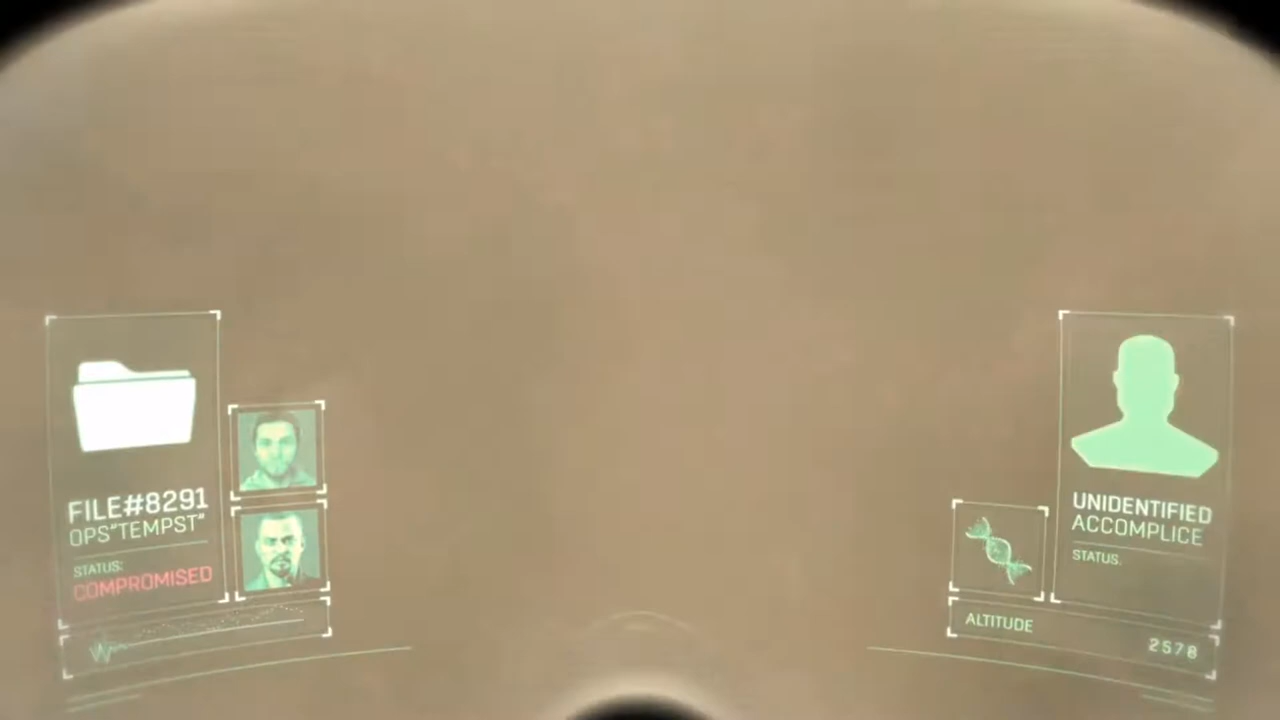 FILE#8291
OPS"TEMPST"
STATUS:
COMPROMISED
UNIDENTIFIED
ACCOMPLICE
STATUS.
ALTITUDE
2578